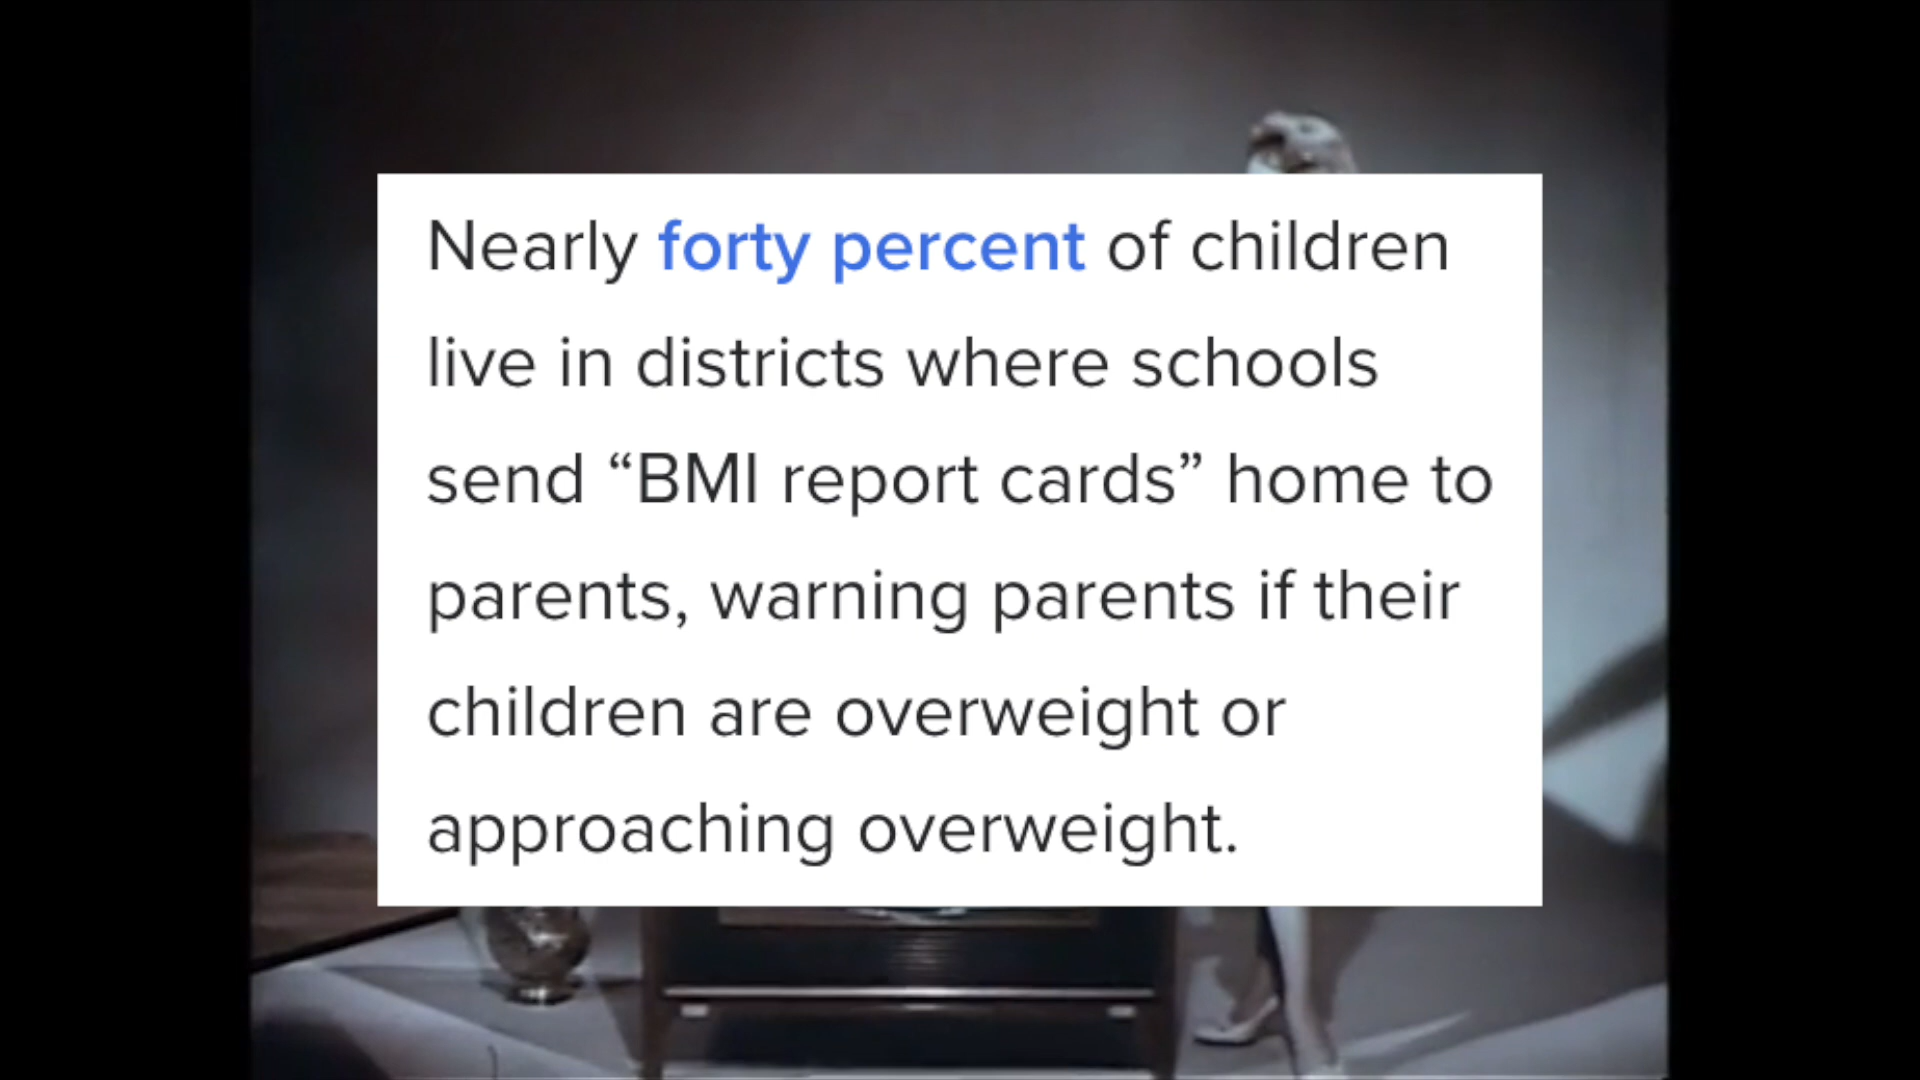 Nearly forty percent of children
live in districts where schools
send “BMI report cards” home to
parents, warning parents if their
children are overweight or
approaching overweight.